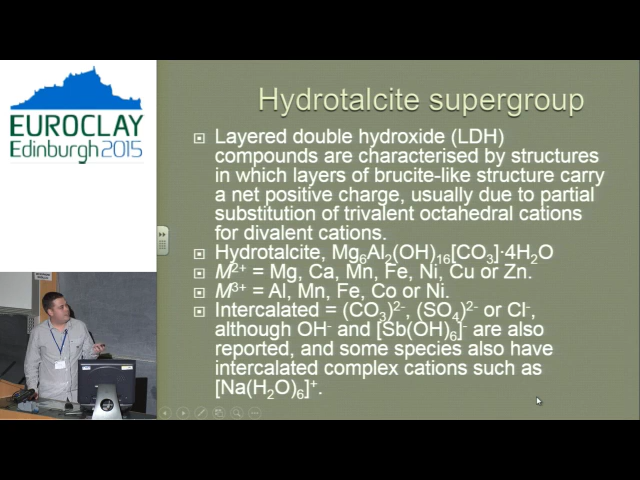 EUROCLAY
Edinburgh2015
Hydrotalcite supergroup
Layered double hydroxide (LDH)
compounds are characterised by structures
in which layers of brucite-like structure carry
a net positive charge, usually due to partial
substitution of trivalent octahedral cations
for divalent cations.
Hydrotalcite, Mg₆Al₂(OH)₁₆[CO₃]·4H₂O
M²⁺ = Mg, Ca, Mn, Fe, Ni, Cu or Zn.
M³⁺ = Al, Mn, Fe, Co or Ni.
Intercalated = (CO₃)²⁻, (SO₄)²⁻ or Cl⁻,
although OH⁻ and [Sb(OH)₆]⁻ are also
reported, and some species also have
intercalated complex cations such as
[Na(H₂O)₆]⁺.